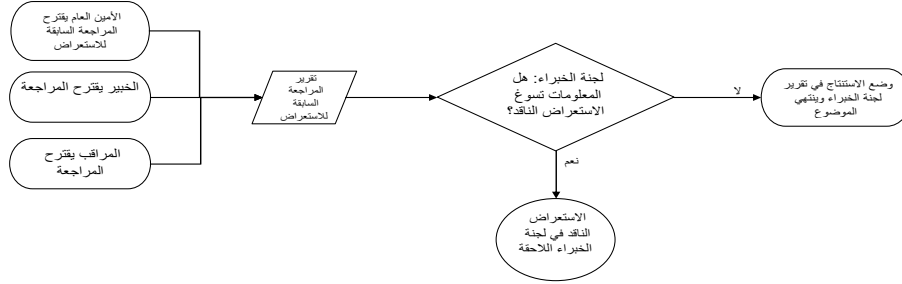 الأمين العام يقترح
المراجعة السابقة
للاستعراض
الخبير يقترح المراجعة
المراقب يقترح
المراجعة
تقرير
المراجعة
السابقة
للاستعراض
لجنة الخبراء: هل
المعلومات تسوغ
الاستعراض الناقد؟
لا
وضع الاستنتاج في تقرير
لجنة الخبراء وينتهي
الموضوع
نعم
الاستعراض
الناقد في لجنة
الخبراء اللاحقة